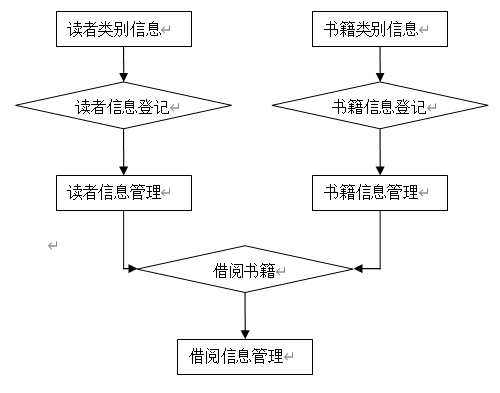 读者类别信息
书籍类别信息
读者信息登记↵
书籍信息登记↵
读者信息管理↵
书籍信息管理↵
↵
借阅书籍↵
借阅信息管理↵